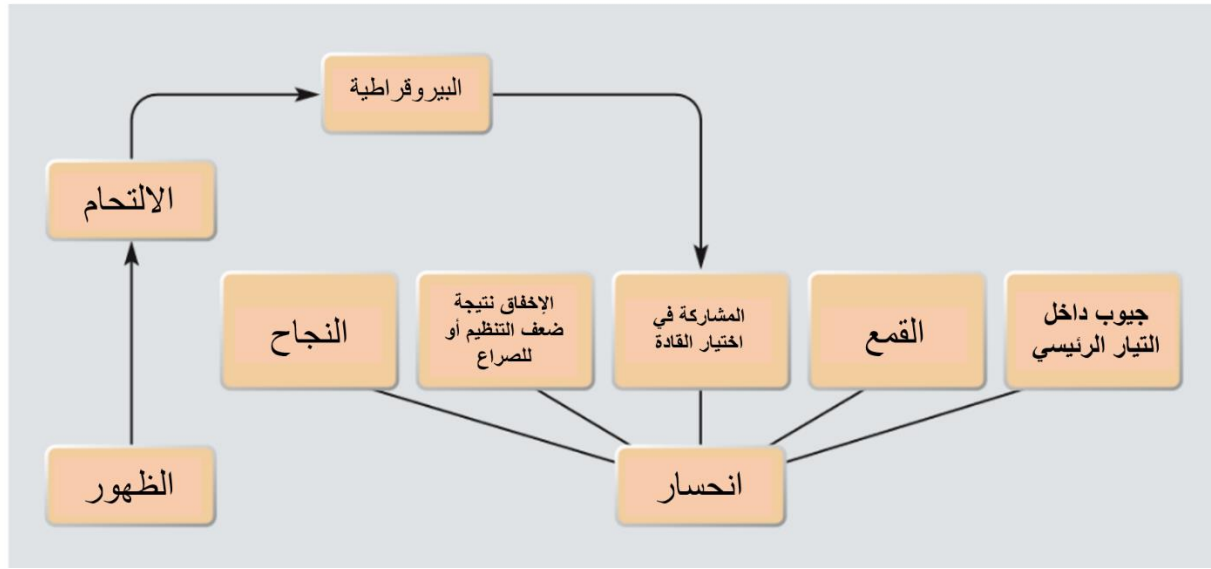 البيروقراطية
الالتحام
جيوب داخل
التيار الرئيسي
القمع
المشاركة في
اختيار القادة
الإخفاق نتيجة
ضعف التنظيم أو
للصراع
النجاح
انحسار
الظهور